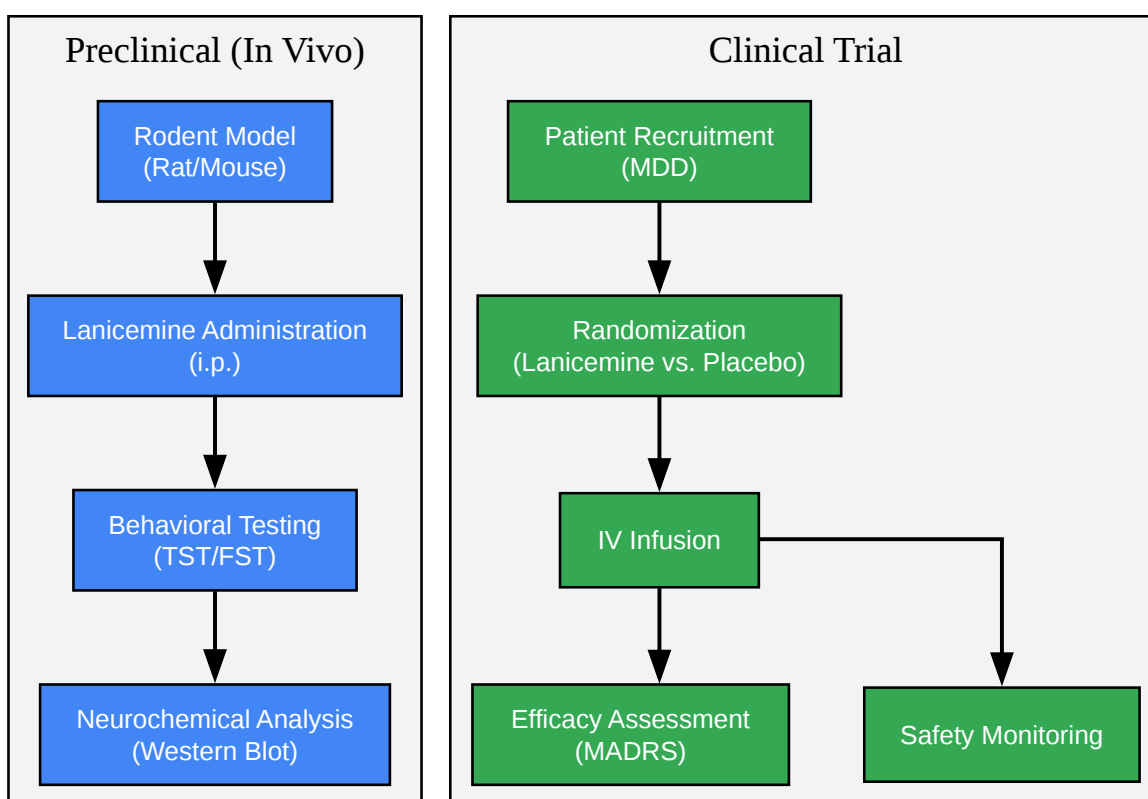 Preclinical (In Vivo)
Rodent Model
(Rat/Mouse)
Lanicemine Administration
(i.p.)
Behavioral Testing
(TST/FST)
Neurochemical Analysis
(Western Blot)
Clinical Trial
Patient Recruitment
(MDD)
Randomization
(Lanicemine vs. Placebo)
IV Infusion
Efficacy Assessment
(MADRS)
Safety Monitoring